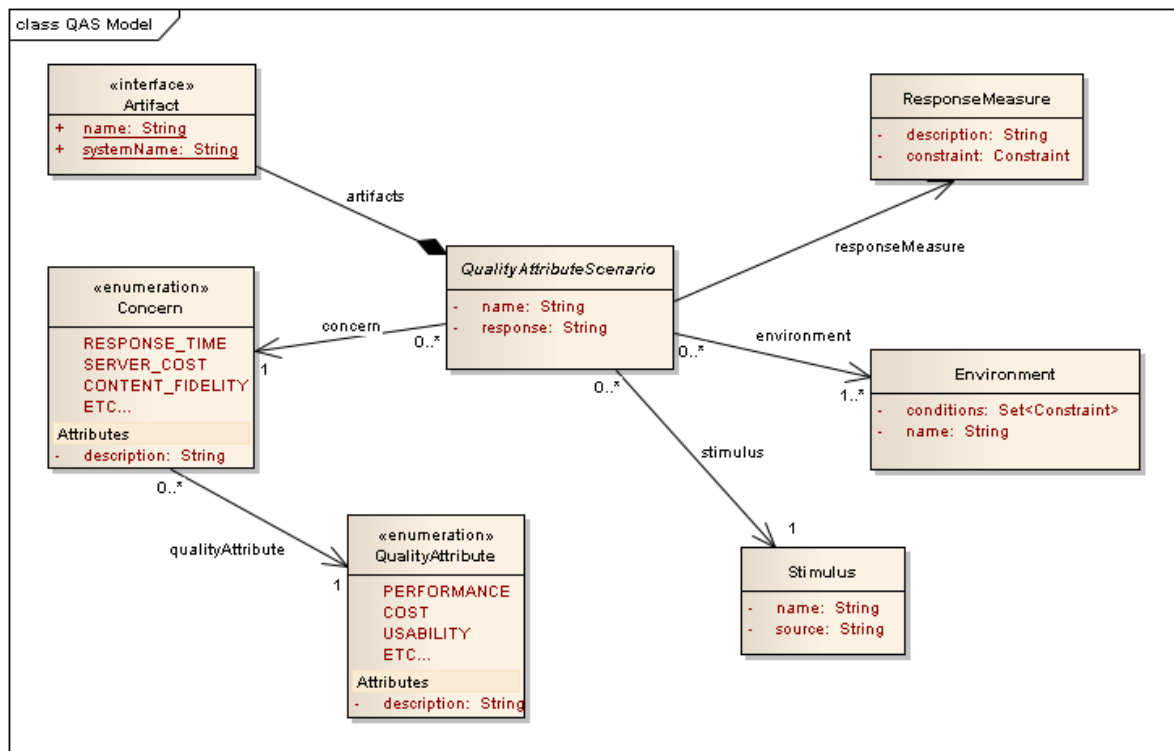 class QAS Model
«interface»
Artifact
+ name: String
+ systemName: String
ResponseMeasure
- description: String
- constraint: Constraint
artifacts
responseMeasure
QualityAttributeScenario
- name: String
- response: String
«enumeration»
Concern
RESPONSE_TIME
SERVER_COST
CONTENT_FIDELITY
ETC...
Attributes
- description: String
concern
0..*
1
0..*
environment
1..*
Environment
- conditions: Set<Constraint>
- name: String
0..*
stimulus
1
Stimulus
- name: String
- source: String
0..*
qualityAttribute
1
«enumeration»
QualityAttribute
PERFORMANCE
COST
USABILITY
ETC...
Attributes
- description: String